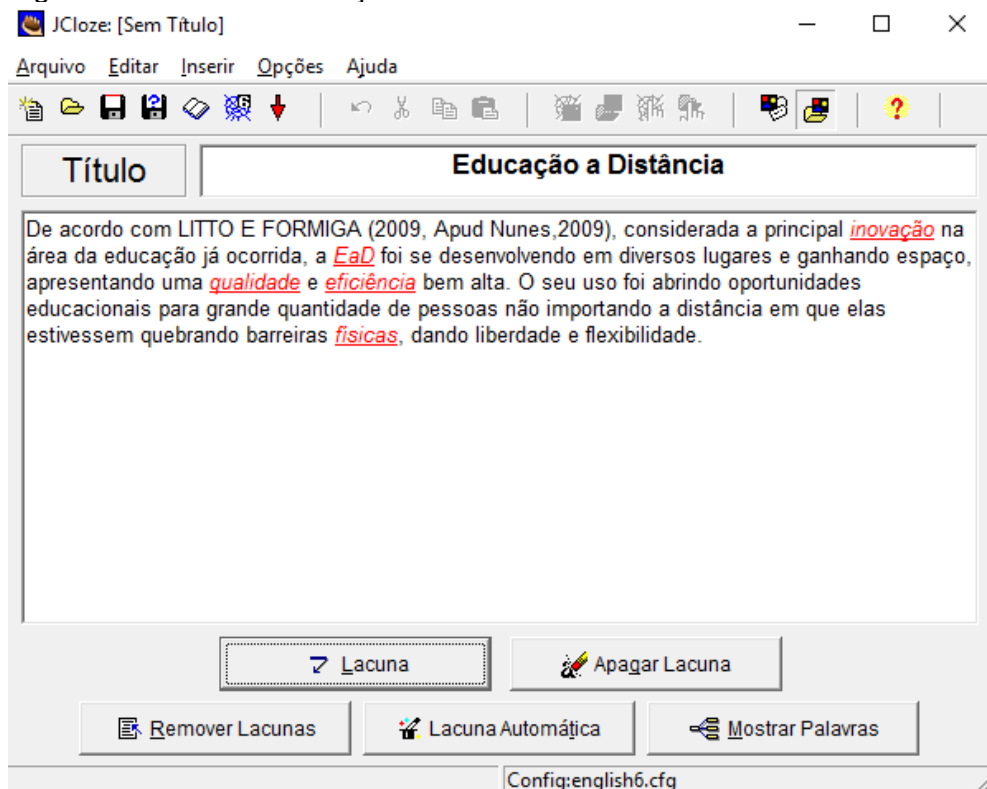 JCloze: [Sem Título]
Arquivo Editar Inserir Opções Ajuda
Título
Educação a Distância
De acordo com LITTO E FORMIGA (2009, Apud Nunes,2009), considerada a principal inovação na
área da educação já ocorrida, a EaD foi se desenvolvendo em diversos lugares e ganhando espaço,
apresentando uma qualidade e eficiência bem alta. O seu uso foi abrindo oportunidades
educacionais para grande quantidade de pessoas não importando a distância em que elas
estivessem quebrando barreiras físicas, dando liberdade e flexibilidade.
Lacuna Apagar Lacuna
Remover Lacunas Lacuna Automática Mostrar Palavras
Config:english6.cfg